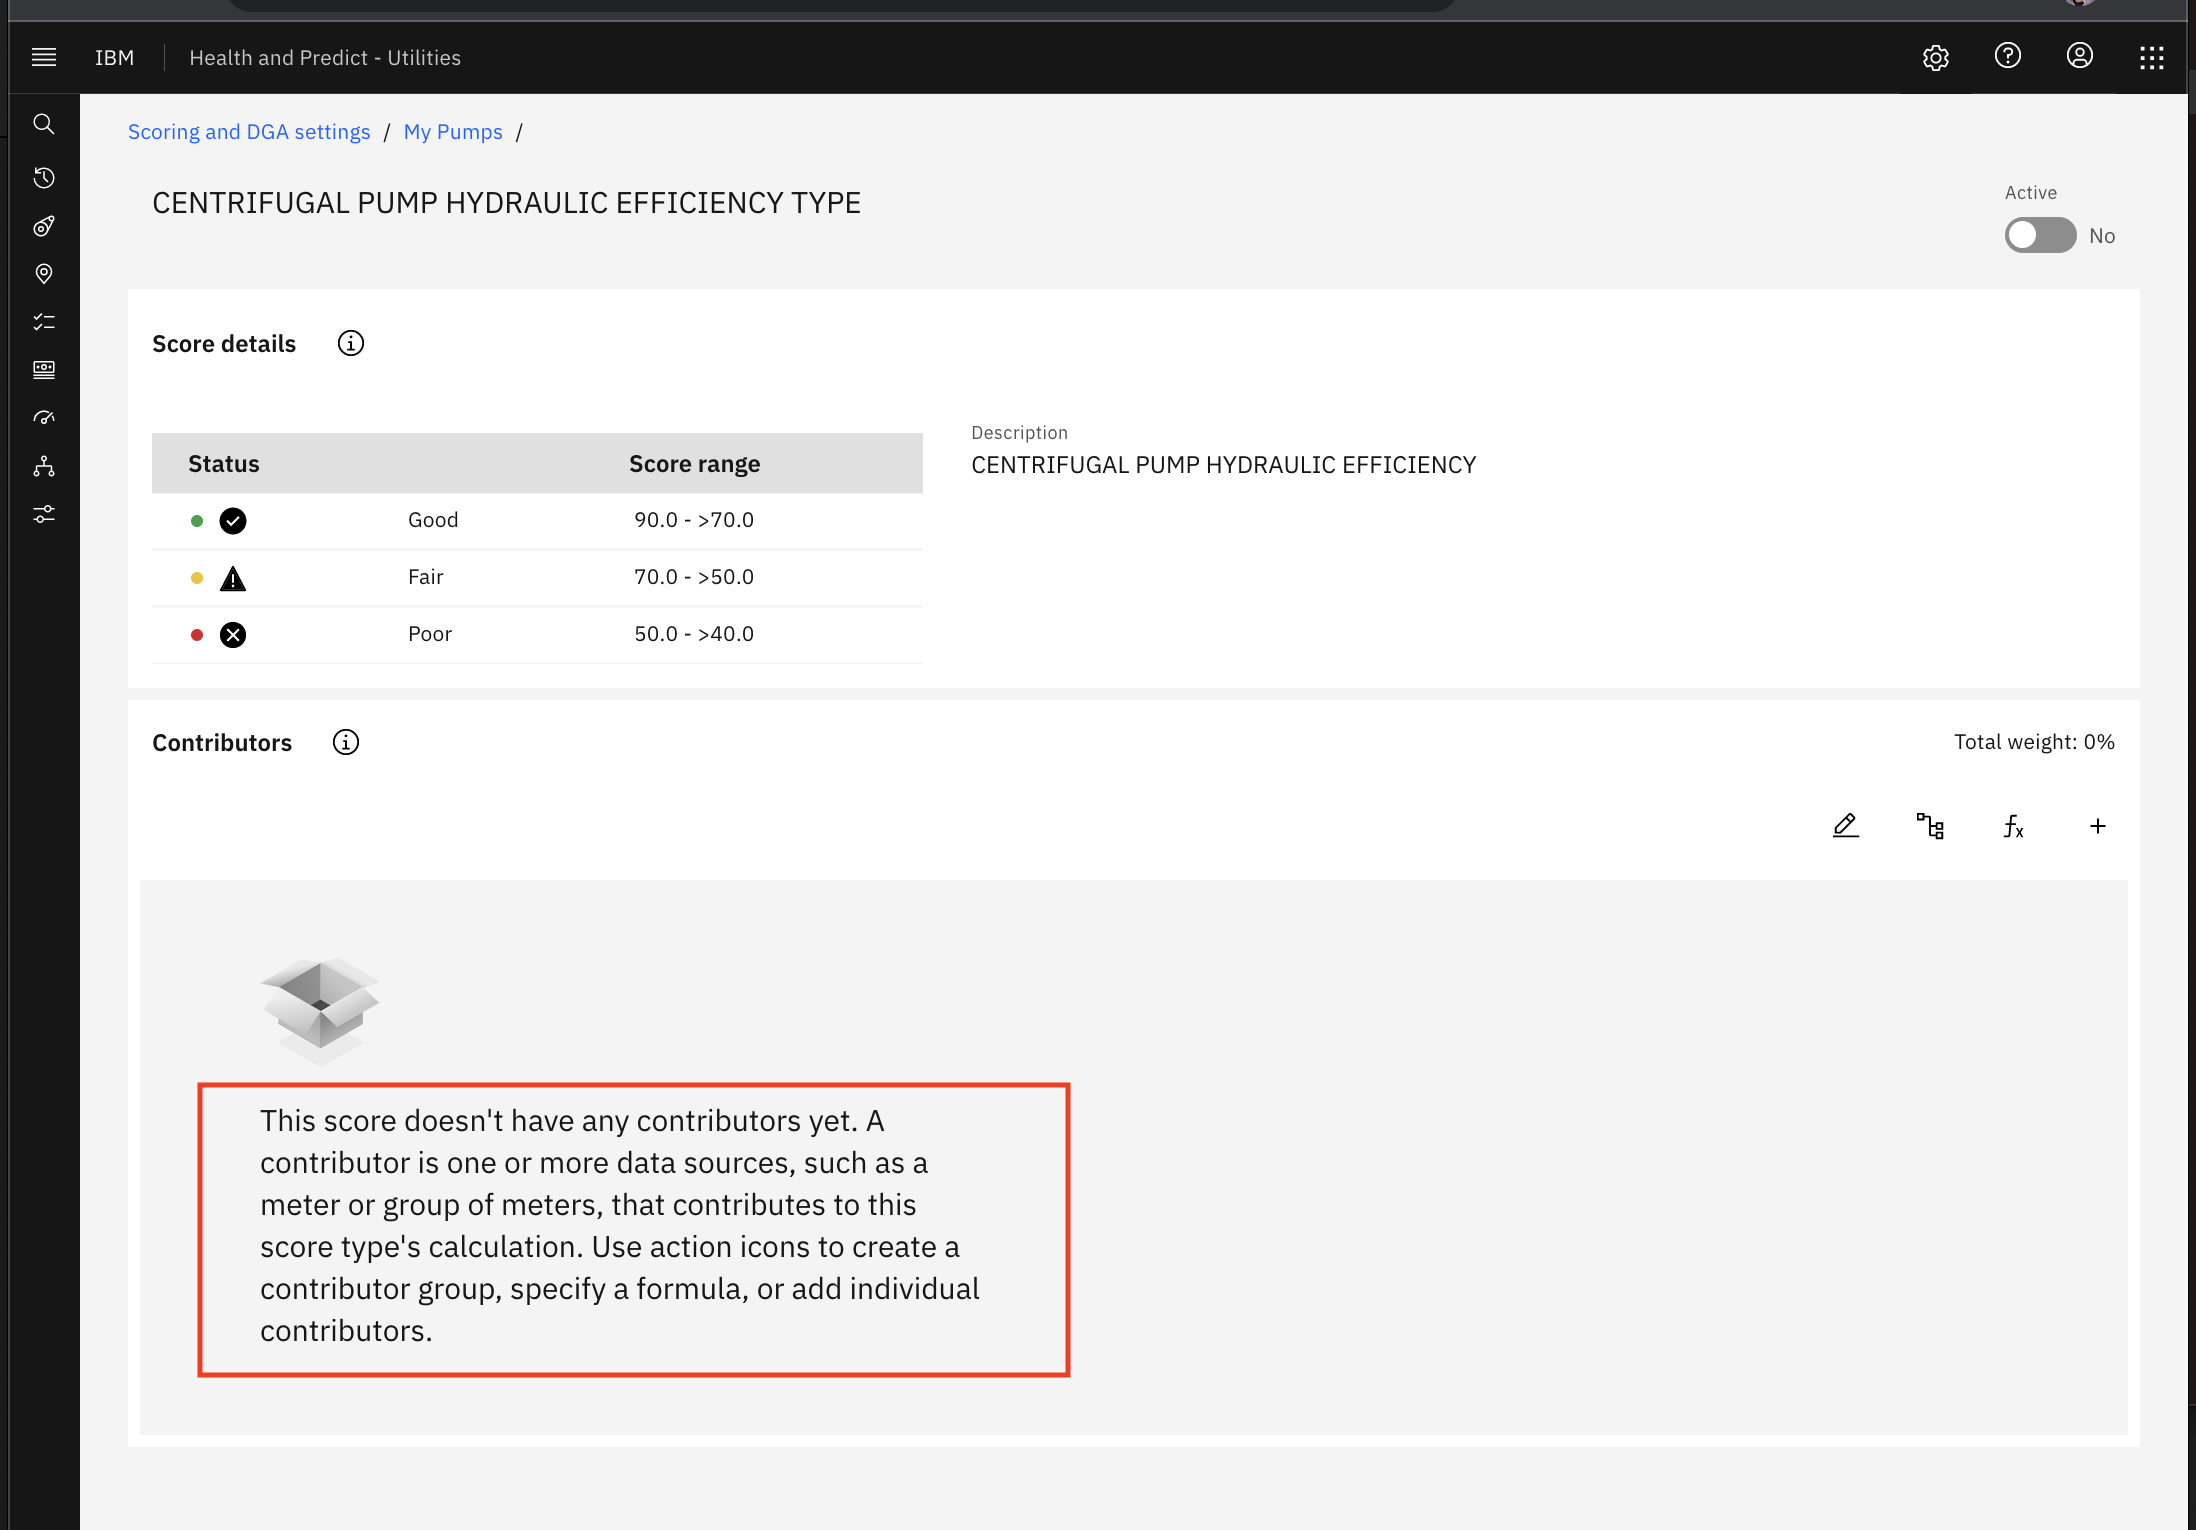 IBM Health and Predict - Utilities
Scoring and DGA settings / My Pumps /
CENTRIFUGAL PUMP HYDRAULIC EFFICIENCY TYPE
Active
No
Score details
Status Score range
Good 90.0 - >70.0
Fair 70.0 - >50.0
Poor 50.0 - >40.0
Description
CENTRIFUGAL PUMP HYDRAULIC EFFICIENCY
Contributors
Total weight: 0%
This score doesn't have any contributors yet. A
contributor is one or more data sources, such as a
meter or group of meters, that contributes to this
score type's calculation. Use action icons to create a
contributor group, specify a formula, or add individual
contributors.